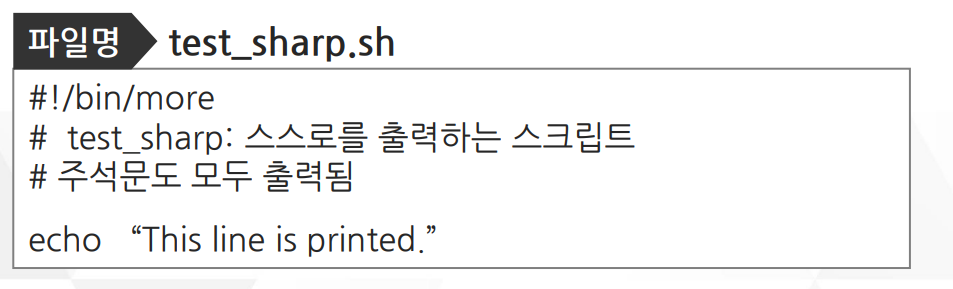 파일명 test_sharp.sh
#!/bin/more
# test_sharp: 스스로를 출력하는 스크립트
# 주석문도 모두 출력됨
echo “This line is printed.”